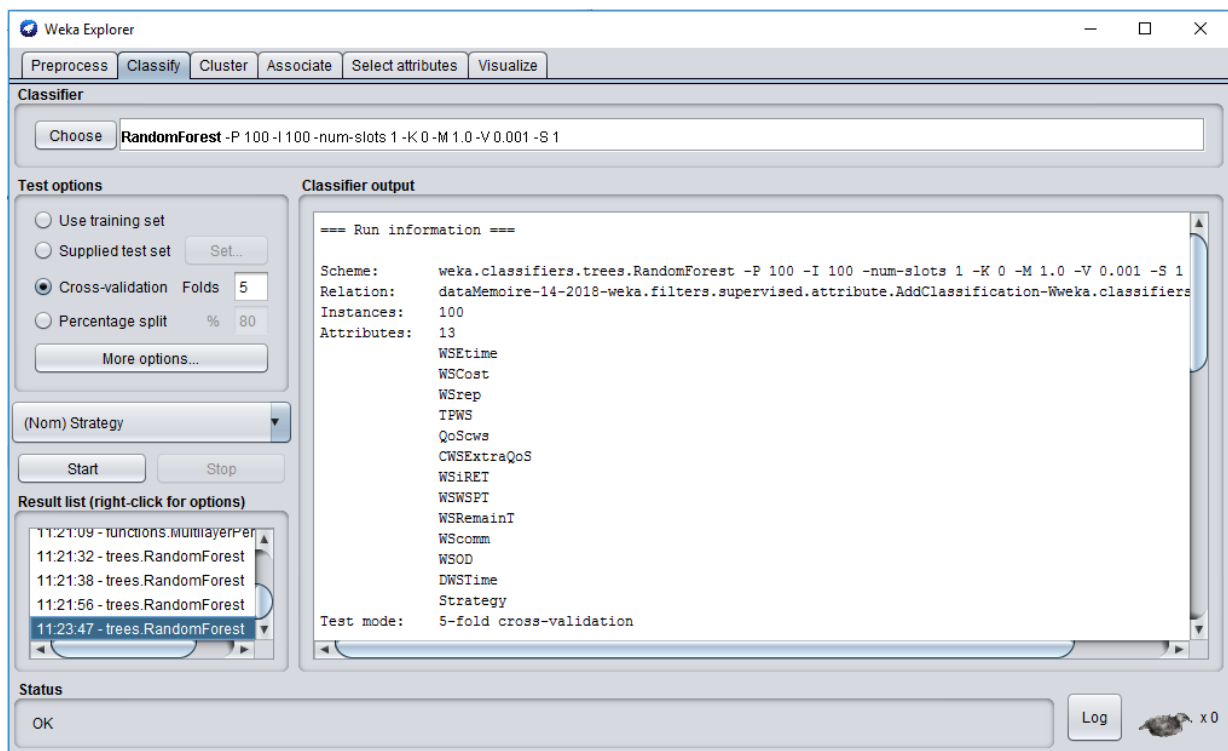 Weka Explorer
Preprocess Classify Cluster Associate Select attributes Visualize
Classifier
Choose RandomForest -P 100 -I 100 -num-slots 1 -K 0 -M 1.0 -V 0.001 -S 1
Test options
Use training set
Supplied test set Set...
Cross-validation Folds 5
Percentage split % 80
More options...
(Nom) Strategy
Start Stop
Result list (right-click for options)
11:21:09 - functions.MultilayerPer
11:21:32 - trees.RandomForest
11:21:38 - trees.RandomForest
11:21:56 - trees.RandomForest
11:23:47 - trees.RandomForest
Classifier output
=== Run information ===
Scheme: weka.classifiers.trees.RandomForest -P 100 -I 100 -num-slots 1 -K 0 -M 1.0 -V 0.001 -S 1
Relation: dataMemoire-14-2018-weka.filters.supervised.attribute.AddClassification-Wweka.classifiers
Instances: 100
Attributes: 13
WSEtime
WSCost
WSrep
TPWS
QoScws
CWSExtraQoS
WSiRET
WSWSPT
WSRemainT
WScomm
WSOD
DWSTime
Strategy
Test mode: 5-fold cross-validation
Status
OK
Log
x 0